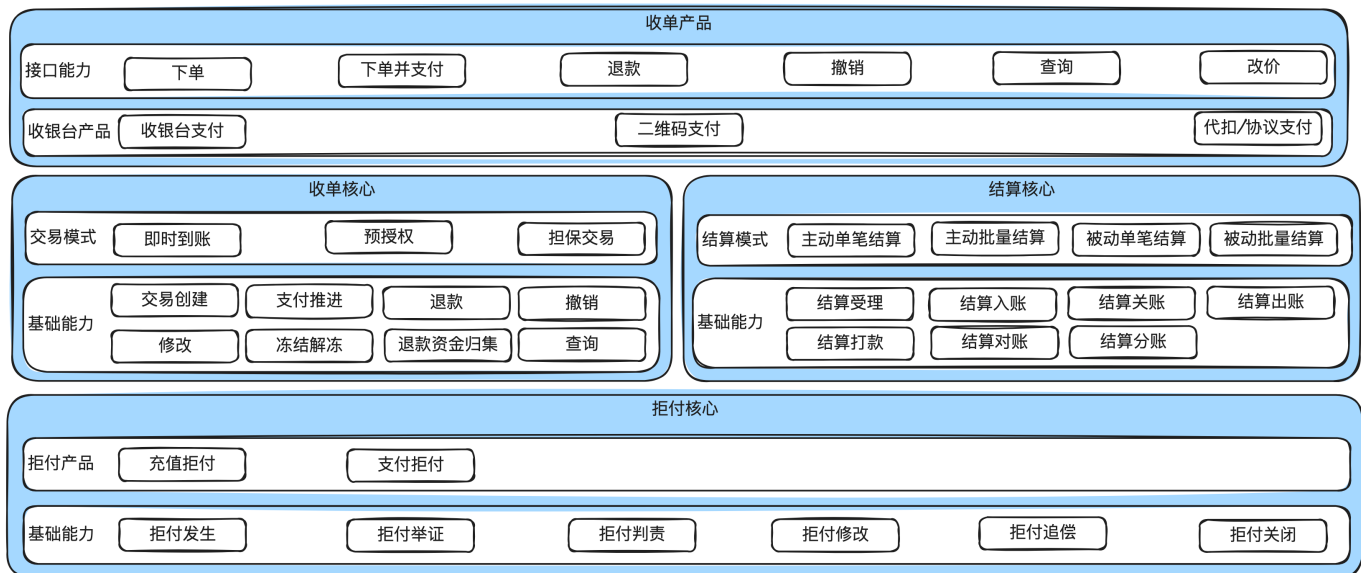 收单产品
接口能力 下单 下单并支付 退款 撤销 查询 改价
收银台产品 收银台支付 二维码支付 代扣/协议支付
收单核心
交易模式 即时到账 预授权 担保交易
基础能力 交易创建 支付推进 退款 撤销
修改 冻结解冻 退款资金归集 查询
结算核心
结算模式 主动单笔结算 主动批量结算 被动单笔结算 被动批量结算
基础能力 结算受理 结算入账 结算关账 结算出账
结算打款 结算对账 结算分账
拒付核心
拒付产品 充值拒付 支付拒付
基础能力 拒付发生 拒付举证 拒付判责 拒付修改 拒付追偿 拒付关闭